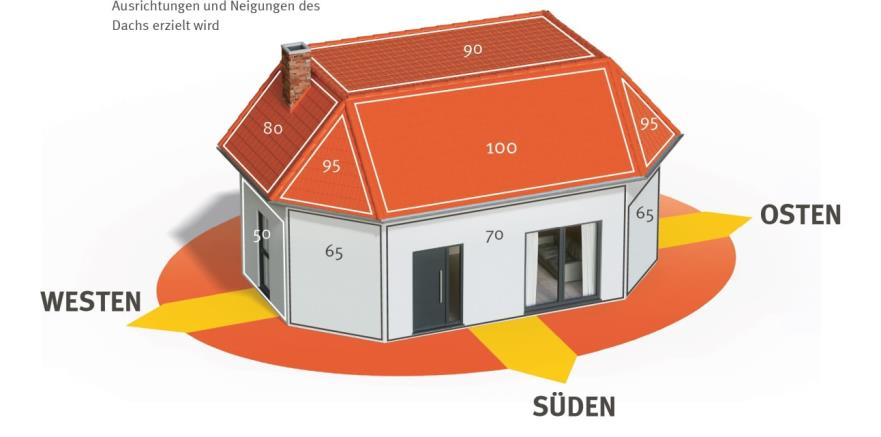 Ausrichtungen und Neigungen des
Dachs erzielt wird
90
80
95
100
95
50
65
70
65
OSTEN
WESTEN
SÜDEN